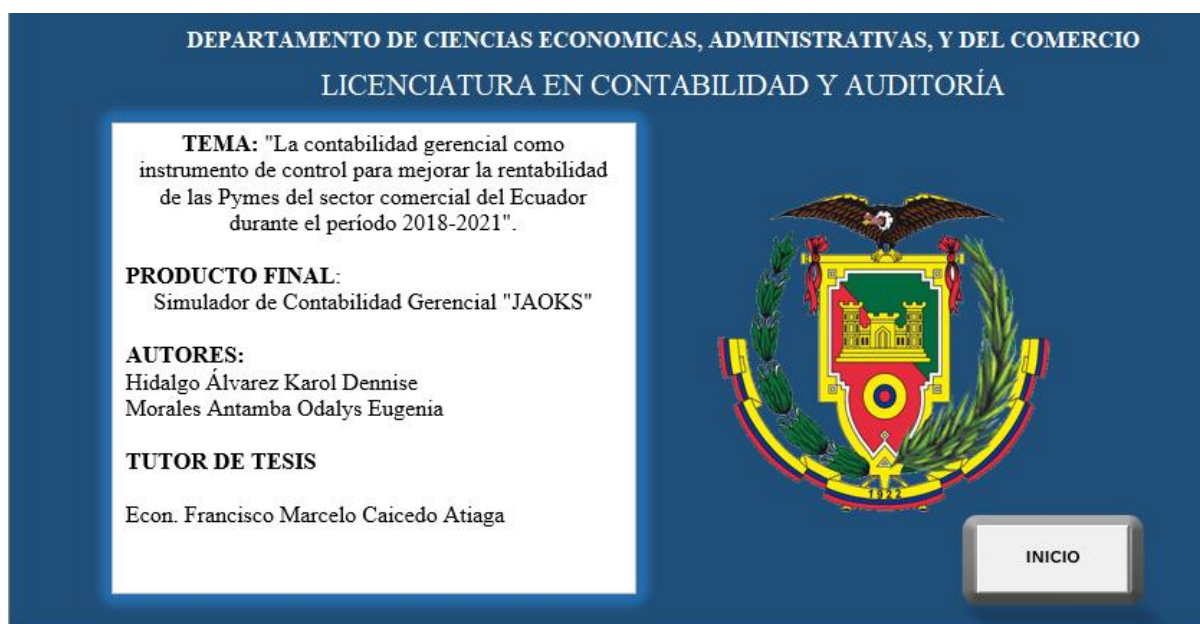 DEPARTAMENTO DE CIENCIAS ECONOMICAS, ADMINISTRATIVAS, Y DEL COMERCIO
LICENCIATURA EN CONTABILIDAD Y AUDITORÍA
TEMA: "La contabilidad gerencial como
instrumento de control para mejorar la rentabilidad
de las Pymes del sector comercial del Ecuador
durante el período 2018-2021".
PRODUCTO FINAL:
Simulador de Contabilidad Gerencial "JAOKS"
AUTORES:
Hidalgo Álvarez Karol Dennise
Morales Antamba Odalys Eugenia
TUTOR DE TESIS
Econ. Francisco Marcelo Caicedo Atiaga
1922
INICIO